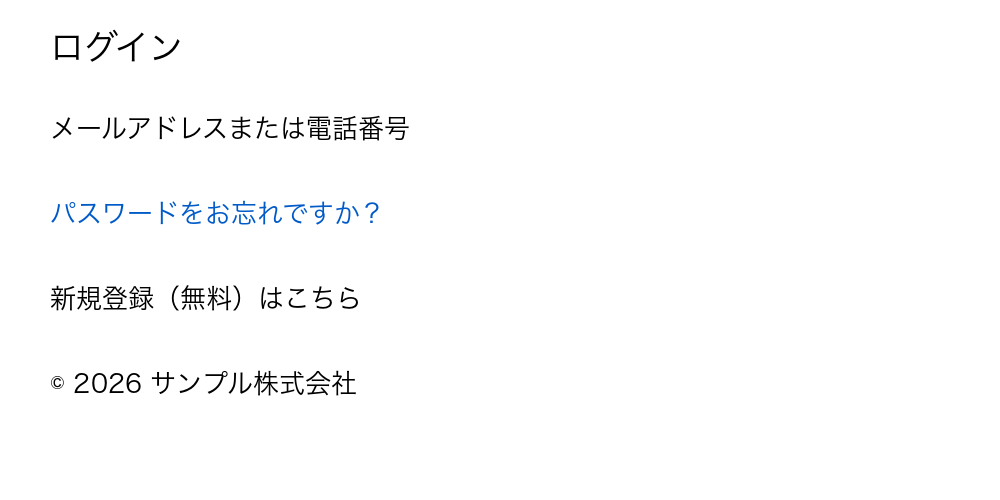 ログイン
メールアドレスまたは電話番号
パスワードをお忘れですか？
新規登録（無料）はこちら
© 2026 サンプル株式会社